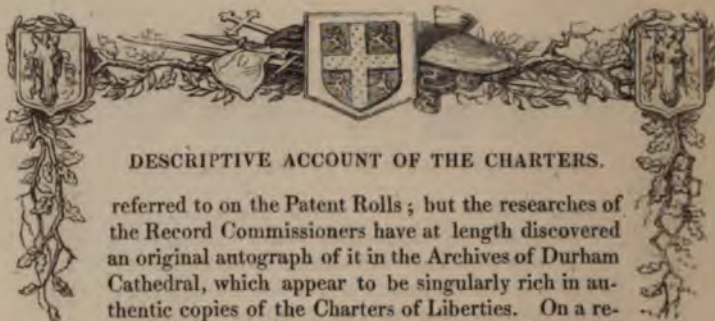 DESCRIPTIVE ACCOUNT OF THE CHARTERS.
referred to on the Patent Rolls ; but the researches of
the Record Commissioners have at length discovered
an original autograph of it in the Archives of Durham
Cathedral, which appear to be singularly rich in au-
thentic copies of the Charters of Liberties. On a re-